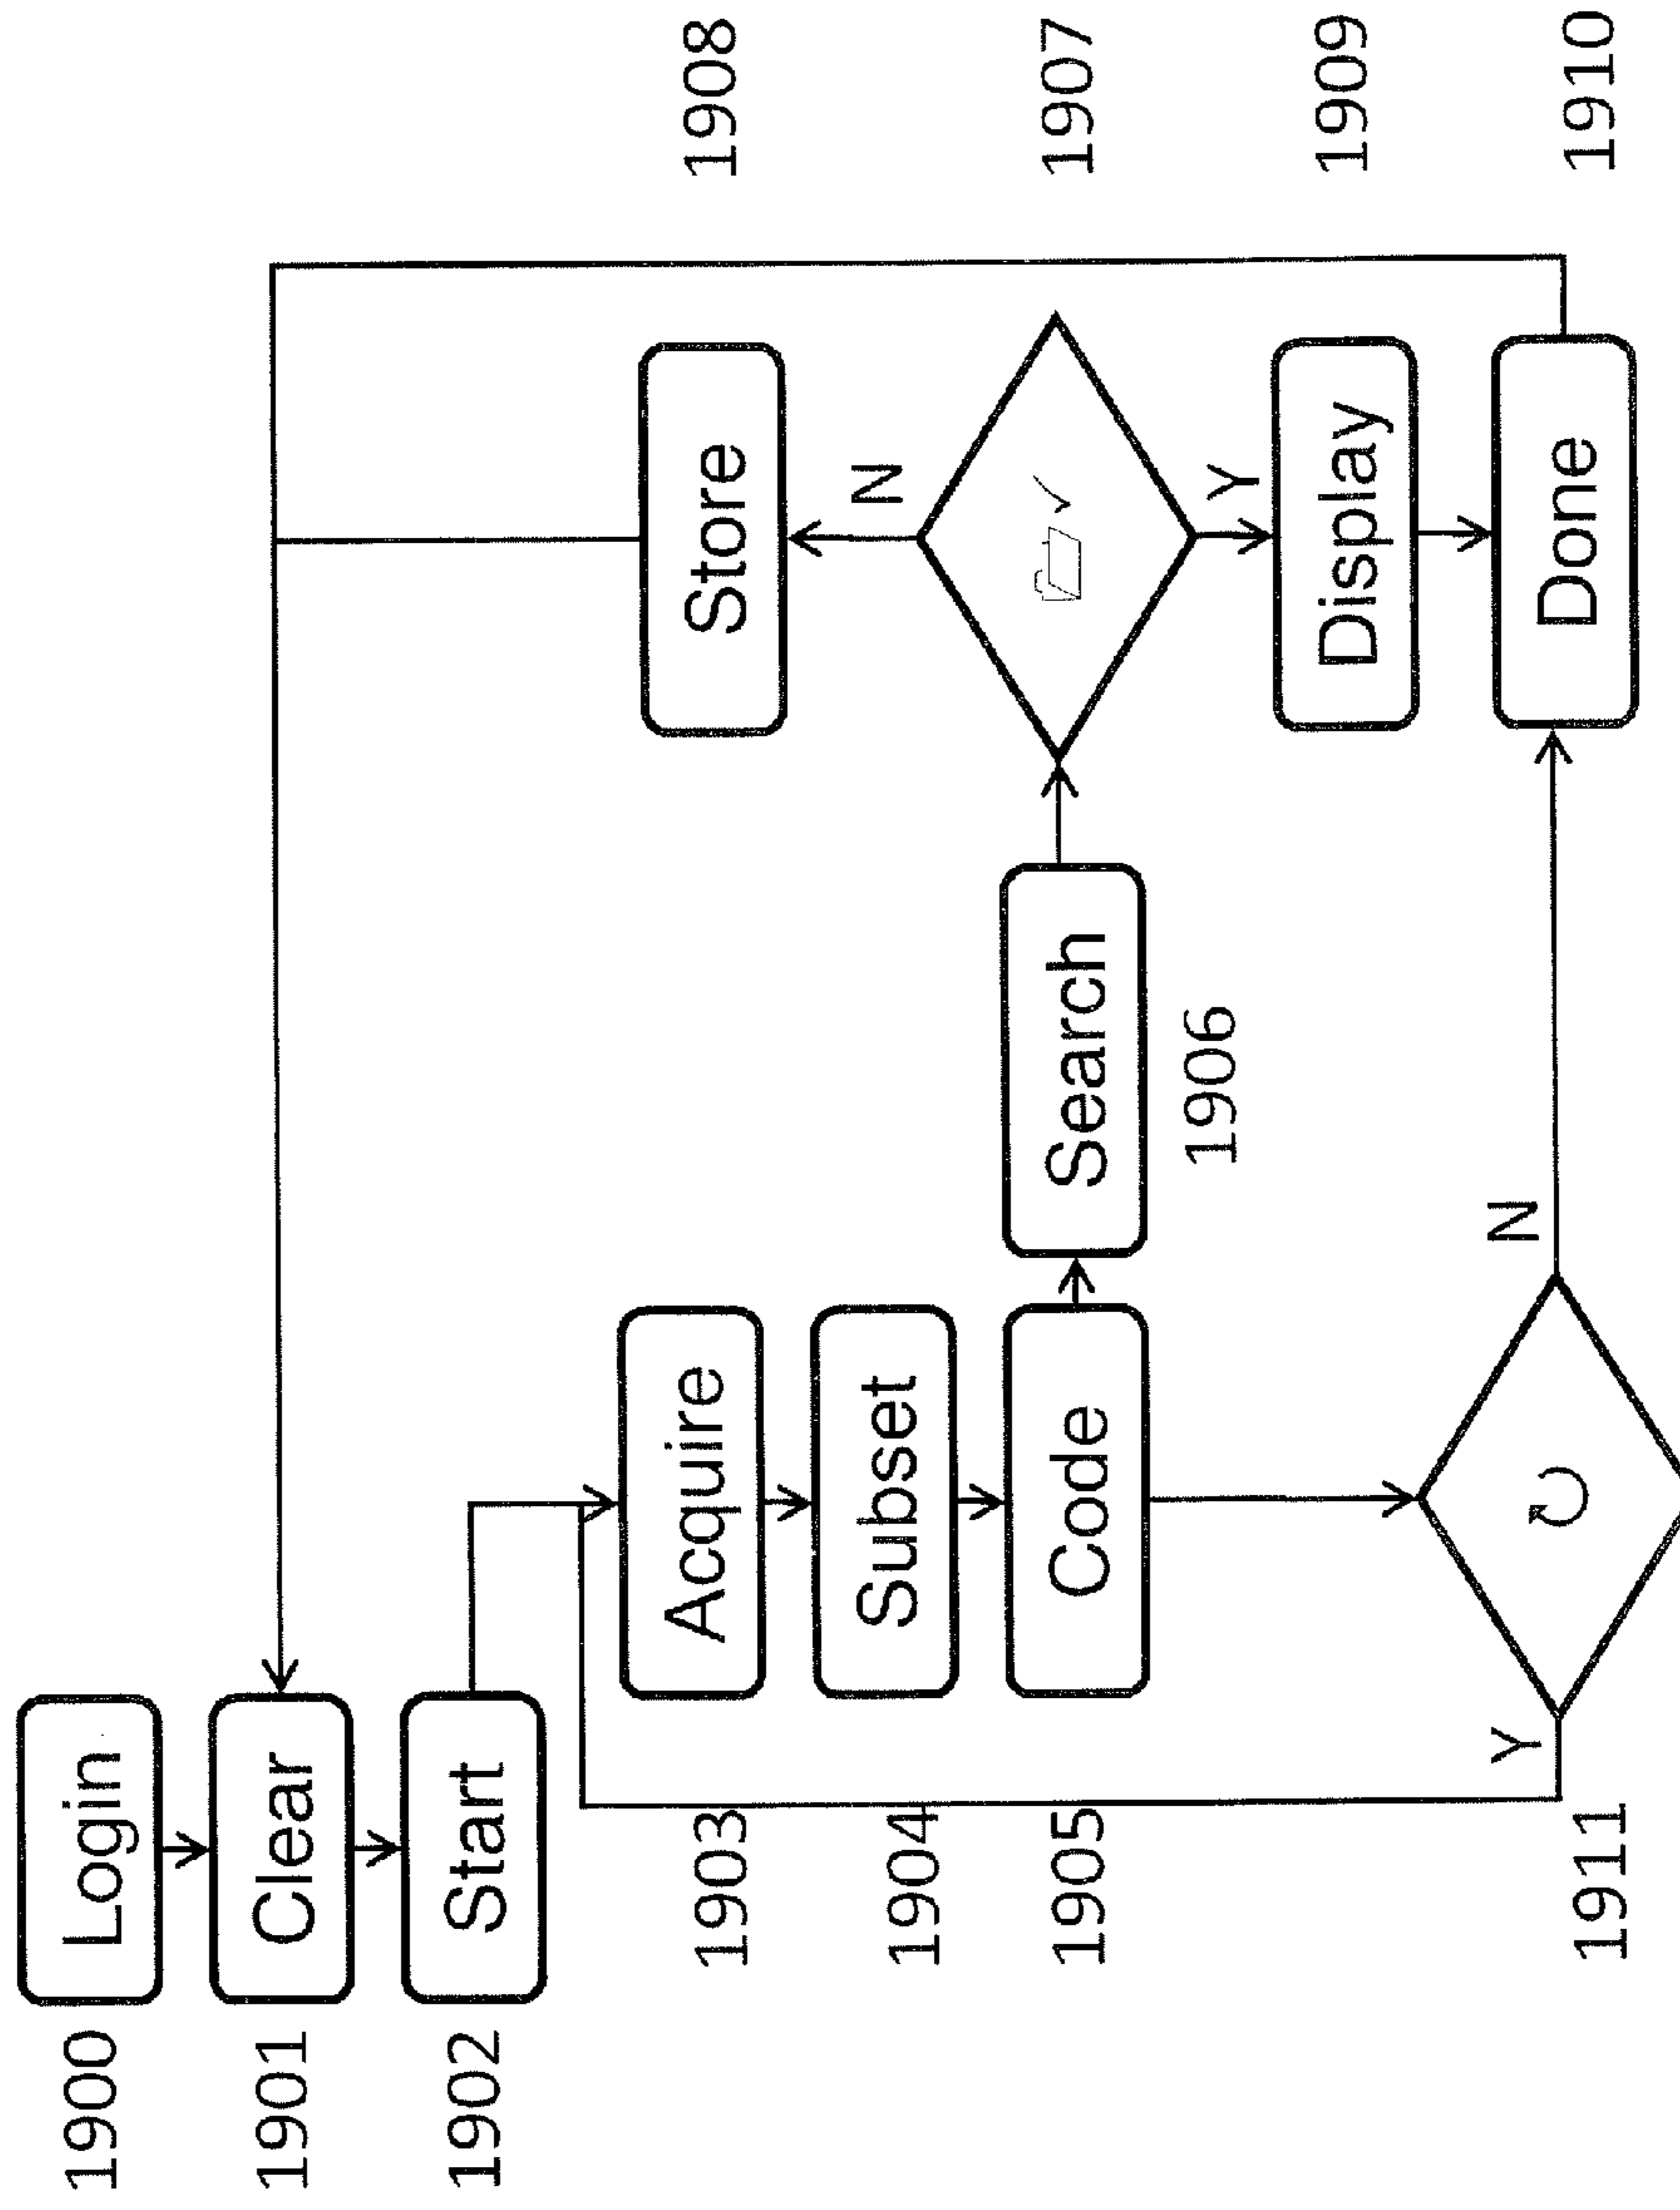 1900
Login
1901
Clear
1902
Start
1903
Acquire
1904
Subset
1905
Code
Search
1906
Store
1908
N
1907
Y
Display
1909
Done
1910
Y
N
1911